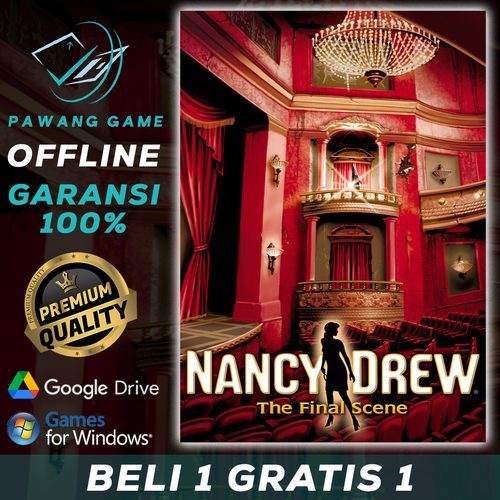 PAWANG GAME
OFFLINE
GARANSI
100%
PREMIUM
QUALITY
Google Drive
Games
for Windows®
NANCY DREW®
The Final Scene
BELI 1 GRATIS 1